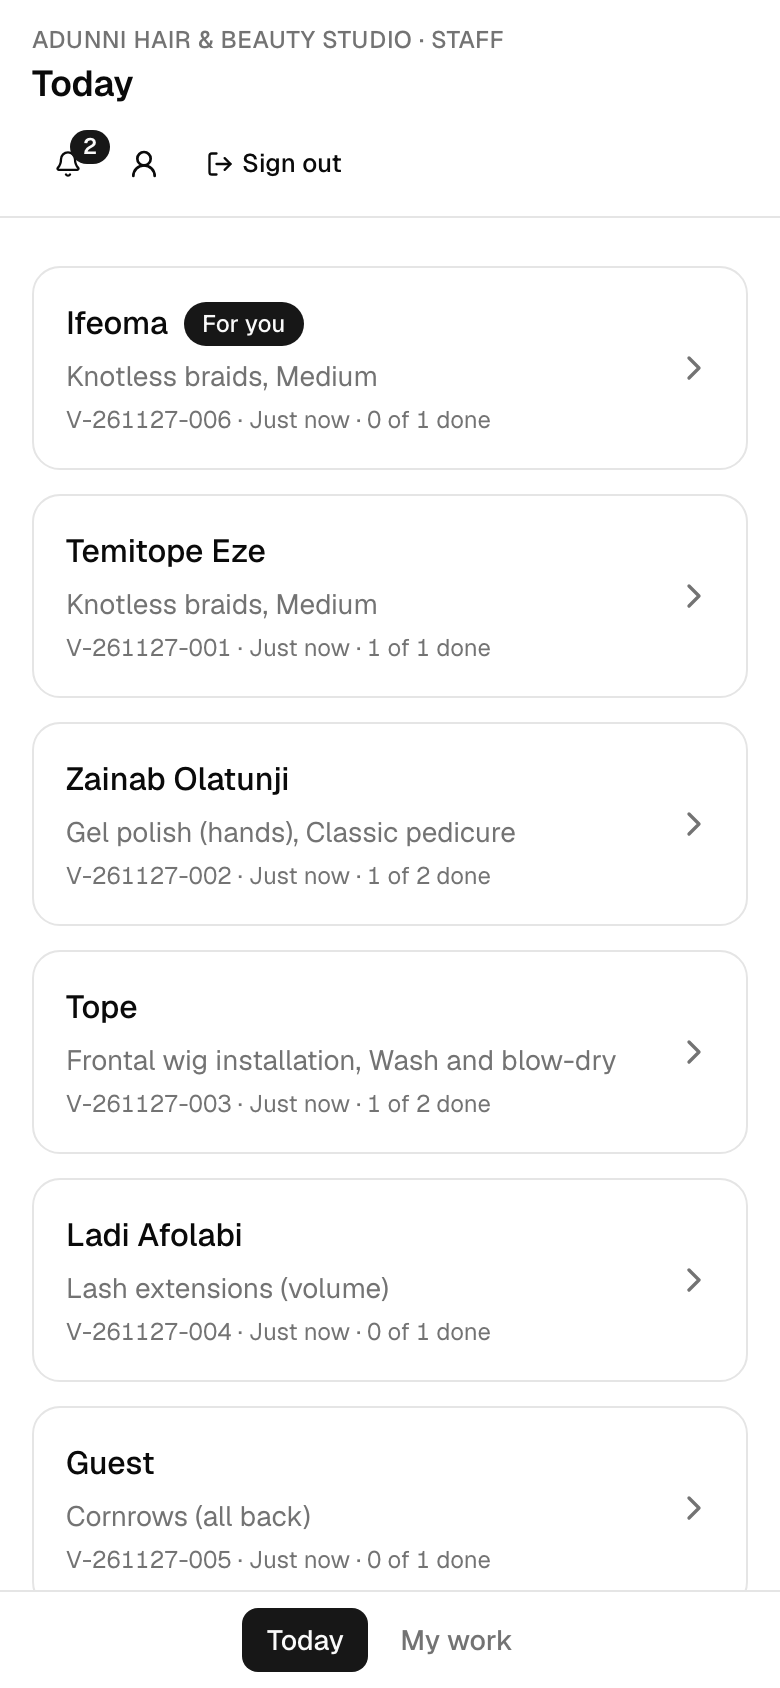 ADUNNI HAIR & BEAUTY STUDIO · STAFF
Today
2
Sign out
Ifeoma For you
Knotless braids, Medium
V-261127-006 · Just now · 0 of 1 done
Temitope Eze
Knotless braids, Medium
V-261127-001 · Just now · 1 of 1 done
Zainab Olatunji
Gel polish (hands), Classic pedicure
V-261127-002 · Just now · 1 of 2 done
Tope
Frontal wig installation, Wash and blow-dry
V-261127-003 · Just now · 1 of 2 done
Ladi Afolabi
Lash extensions (volume)
V-261127-004 · Just now · 0 of 1 done
Guest
Cornrows (all back)
V-261127-005 · Just now · 0 of 1 done
Today My work